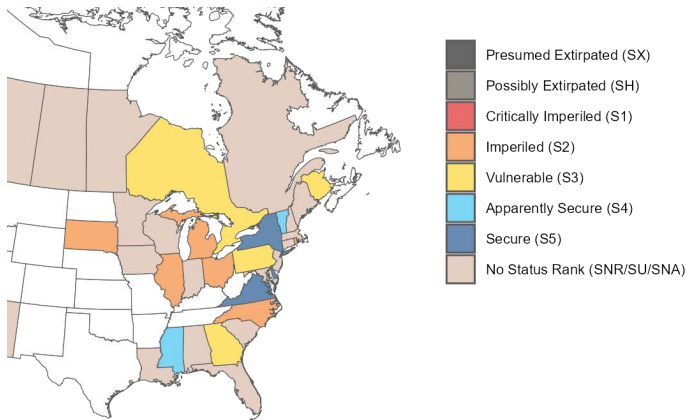 Presumed Extirpated (SX)
Possibly Extirpated (SH)
Critically Imperiled (S1)
Imperiled (S2)
Vulnerable (S3)
Apparently Secure (S4)
Secure (S5)
No Status Rank (SNR/SU/SNA)